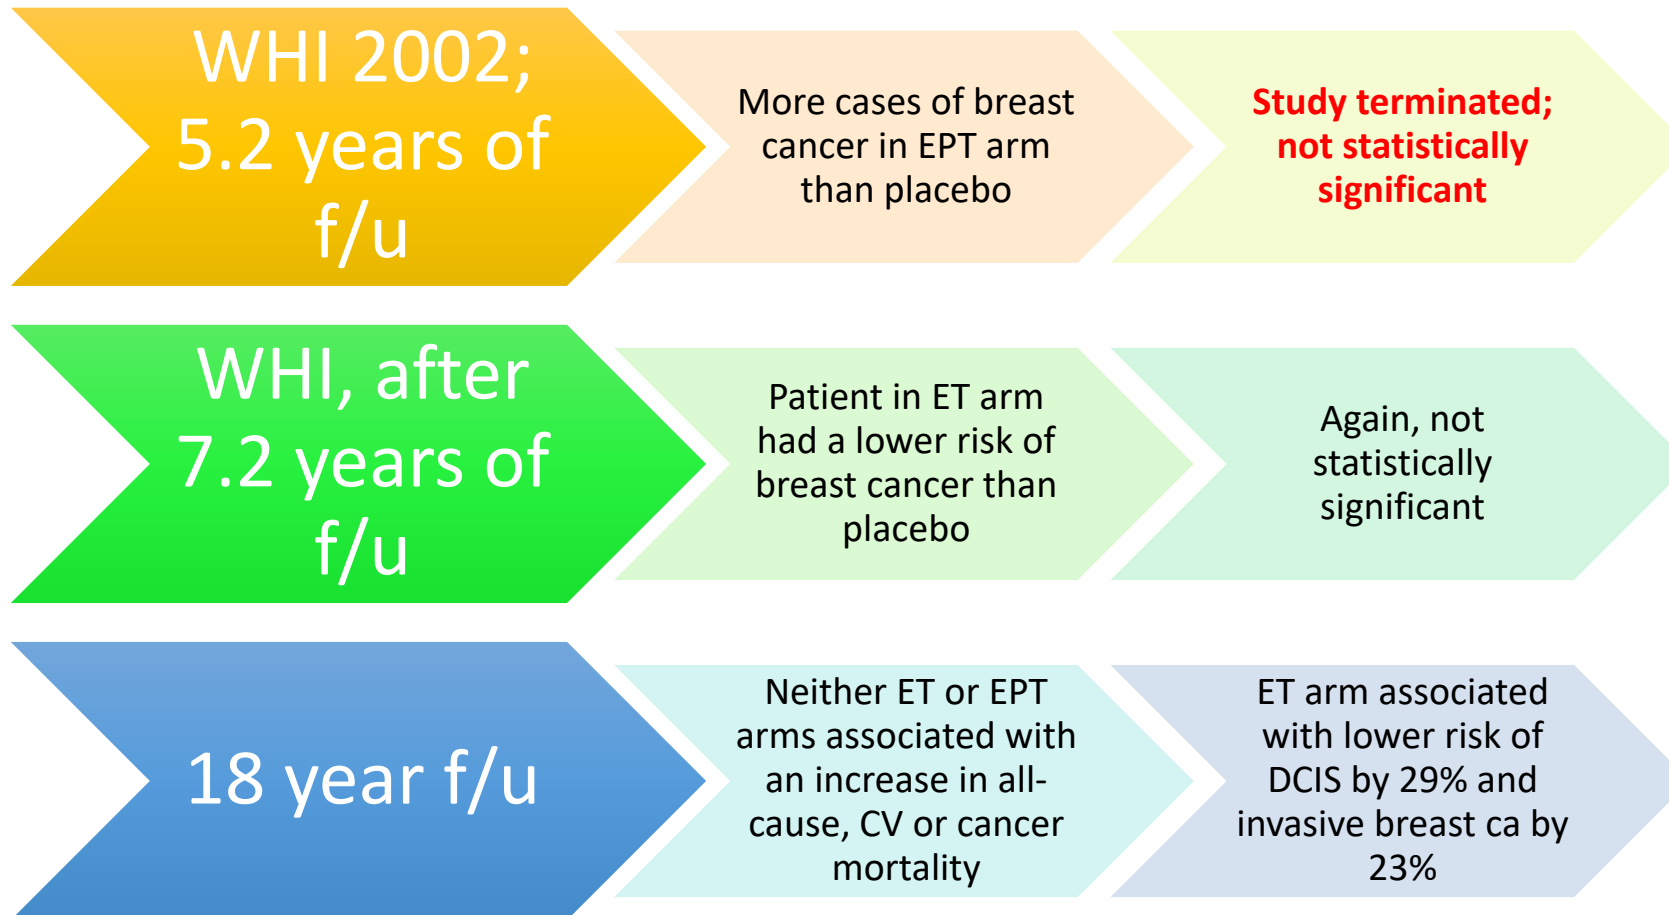 WHI 2002;
5.2 years of
f/u
More cases of breast
cancer in EPT arm
than placebo
Study terminated;
not statistically
significant
WHI, after
7.2 years of
f/u
Patient in ET arm
had a lower risk of
breast cancer than
placebo
Again, not
statistically
significant
18 year f/u
Neither ET or EPT
arms associated with
an increase in all-
cause, CV or cancer
mortality
ET arm associated
with lower risk of
DCIS by 29% and
invasive breast ca by
23%